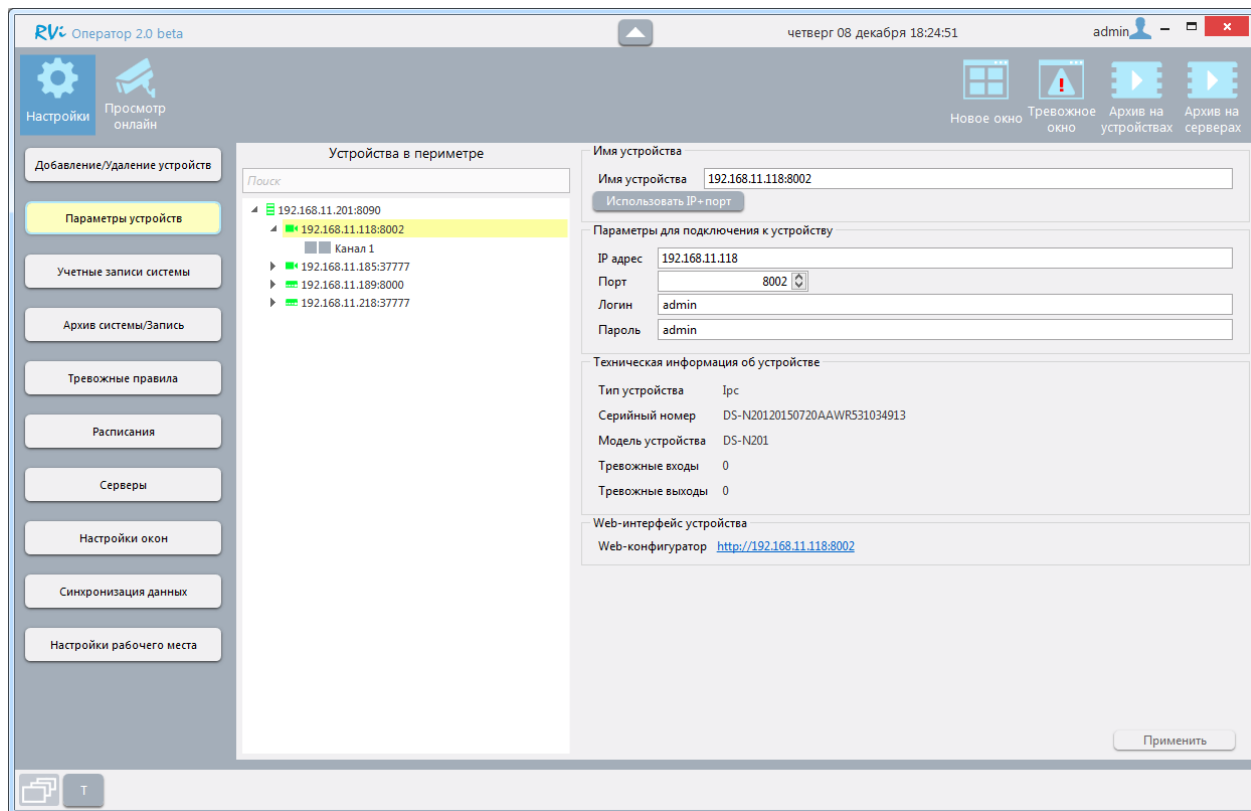 RVi Оператор 2.0 beta
четверг 08 декабря 18:24:51
admin
Настройки
Просмотр
онлайн
Новое окно
Тревожное
окно
Архив на
устройствах
Архив на
серверах
Добавление/Удаление устройств
Параметры устройств
Учетные записи системы
Архив системы/Запись
Тревожные правила
Расписания
Серверы
Настройки окон
Синхронизация данных
Настройки рабочего места
Устройства в периметре
Поиск
192.168.11.201:8090
192.168.11.118:8002
Канал 1
192.168.11.185:37777
192.168.11.189:8000
192.168.11.218:37777
Имя устройства
Имя устройства 192.168.11.118:8002
Использовать IP+порт
Параметры для подключения к устройству
IP адрес 192.168.11.118
Порт 8002
Логин admin
Пароль admin
Техническая информация об устройстве
Тип устройства Ipc
Серийный номер DS-N20120150720AAWR531034913
Модель устройства DS-N201
Тревожные входы 0
Тревожные выходы 0
Web-интерфейс устройства
Web-конфигуратор http://192.168.11.118:8002
Применить
T